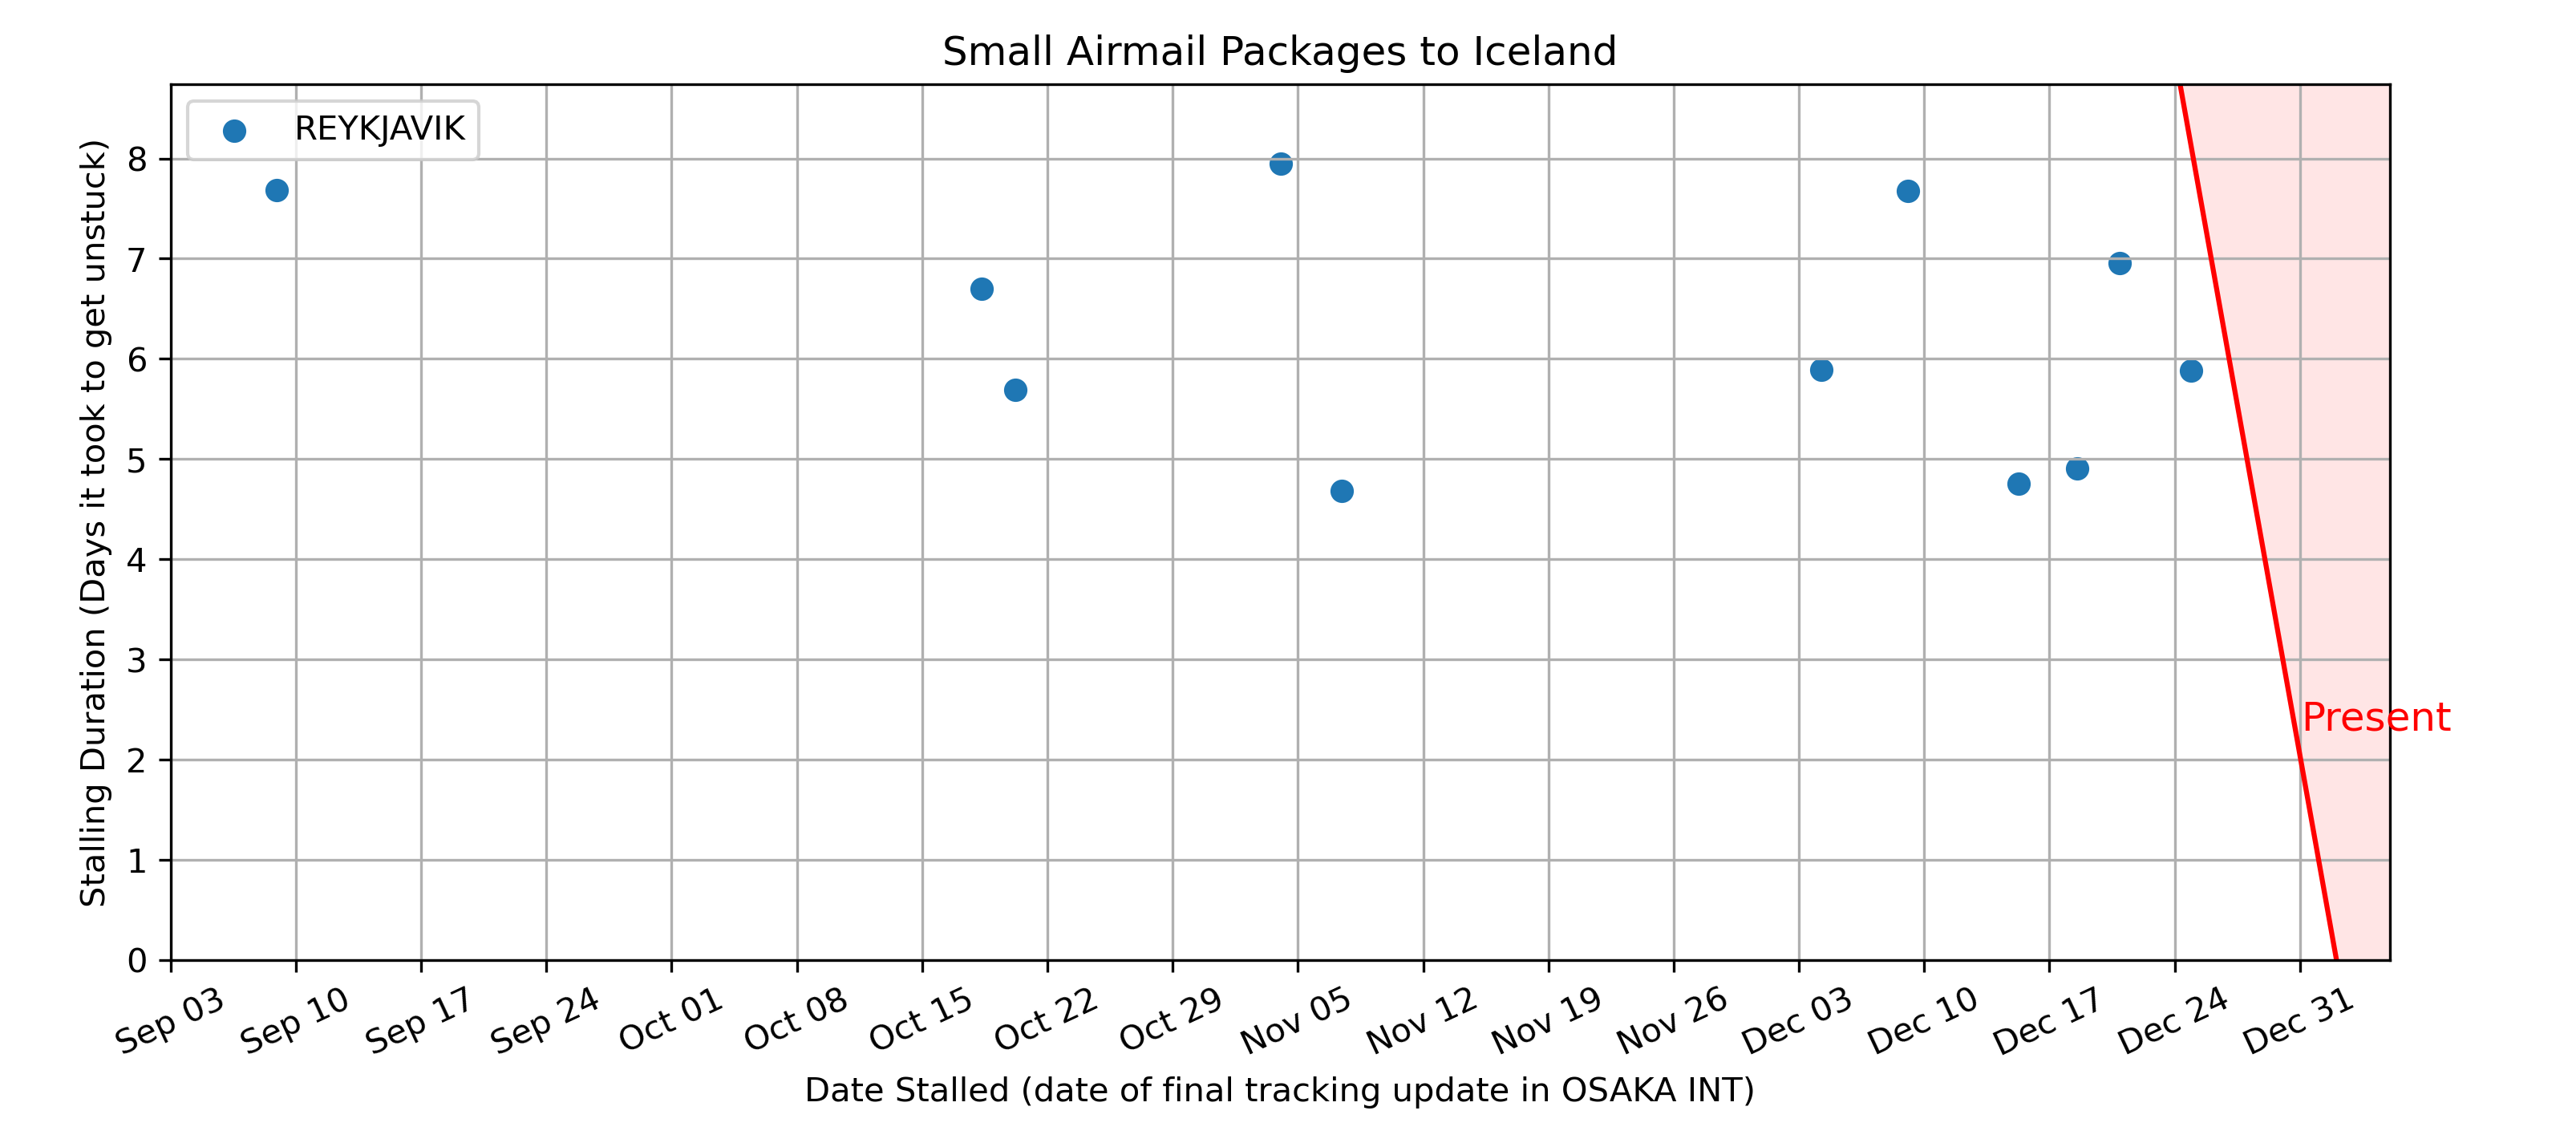 Small Airmail Packages to Iceland
REYKJAVIK
Stalling Duration (Days it took to get unstuck)
8
7
6
5
4
3
2
1
0
Present
Sep 03
Sep 10
Sep 17
Sep 24
Oct 01
Oct 08
Oct 15
Oct 22
Oct 29
Nov 05
Nov 12
Nov 19
Nov 26
Dec 03
Dec 10
Dec 17
Dec 24
Dec 31
Date Stalled (date of final tracking update in OSAKA INT)